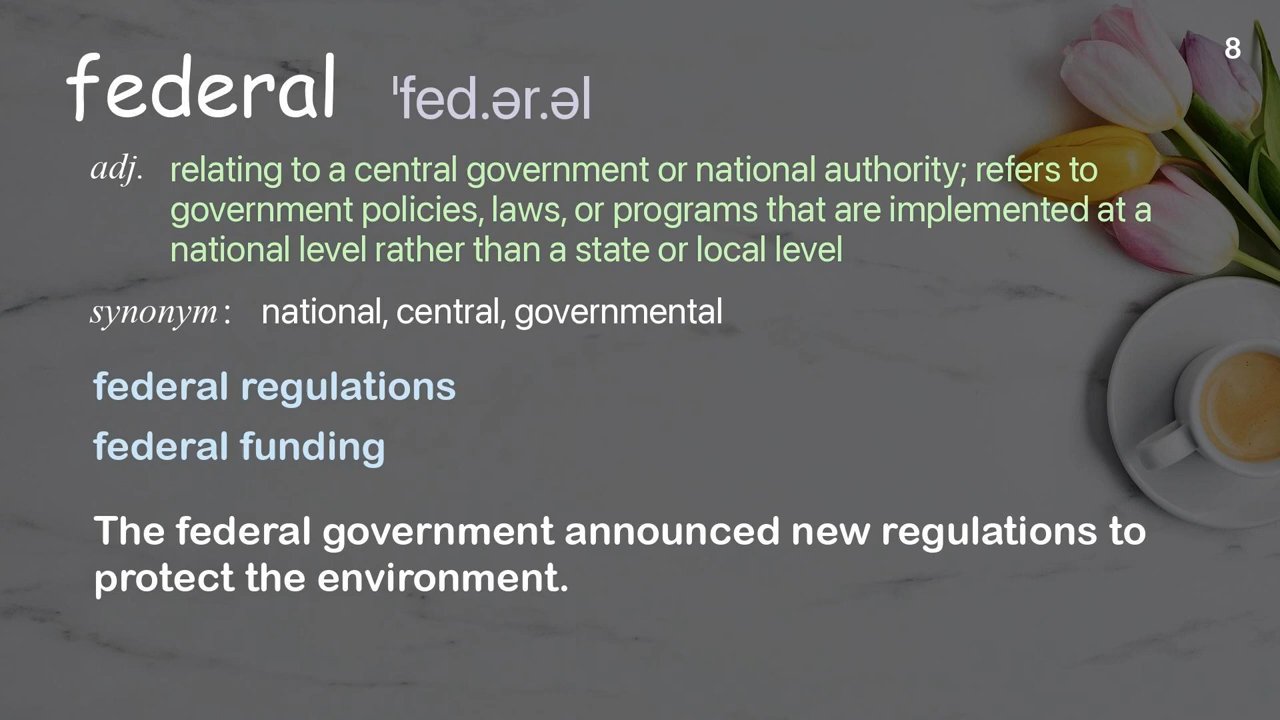 8
federal ˈfed.ər.əl
adj. relating to a central government or national authority; refers to
government policies, laws, or programs that are implemented at a
national level rather than a state or local level
synonym: national, central, governmental
federal regulations
federal funding
The federal government announced new regulations to
protect the environment.